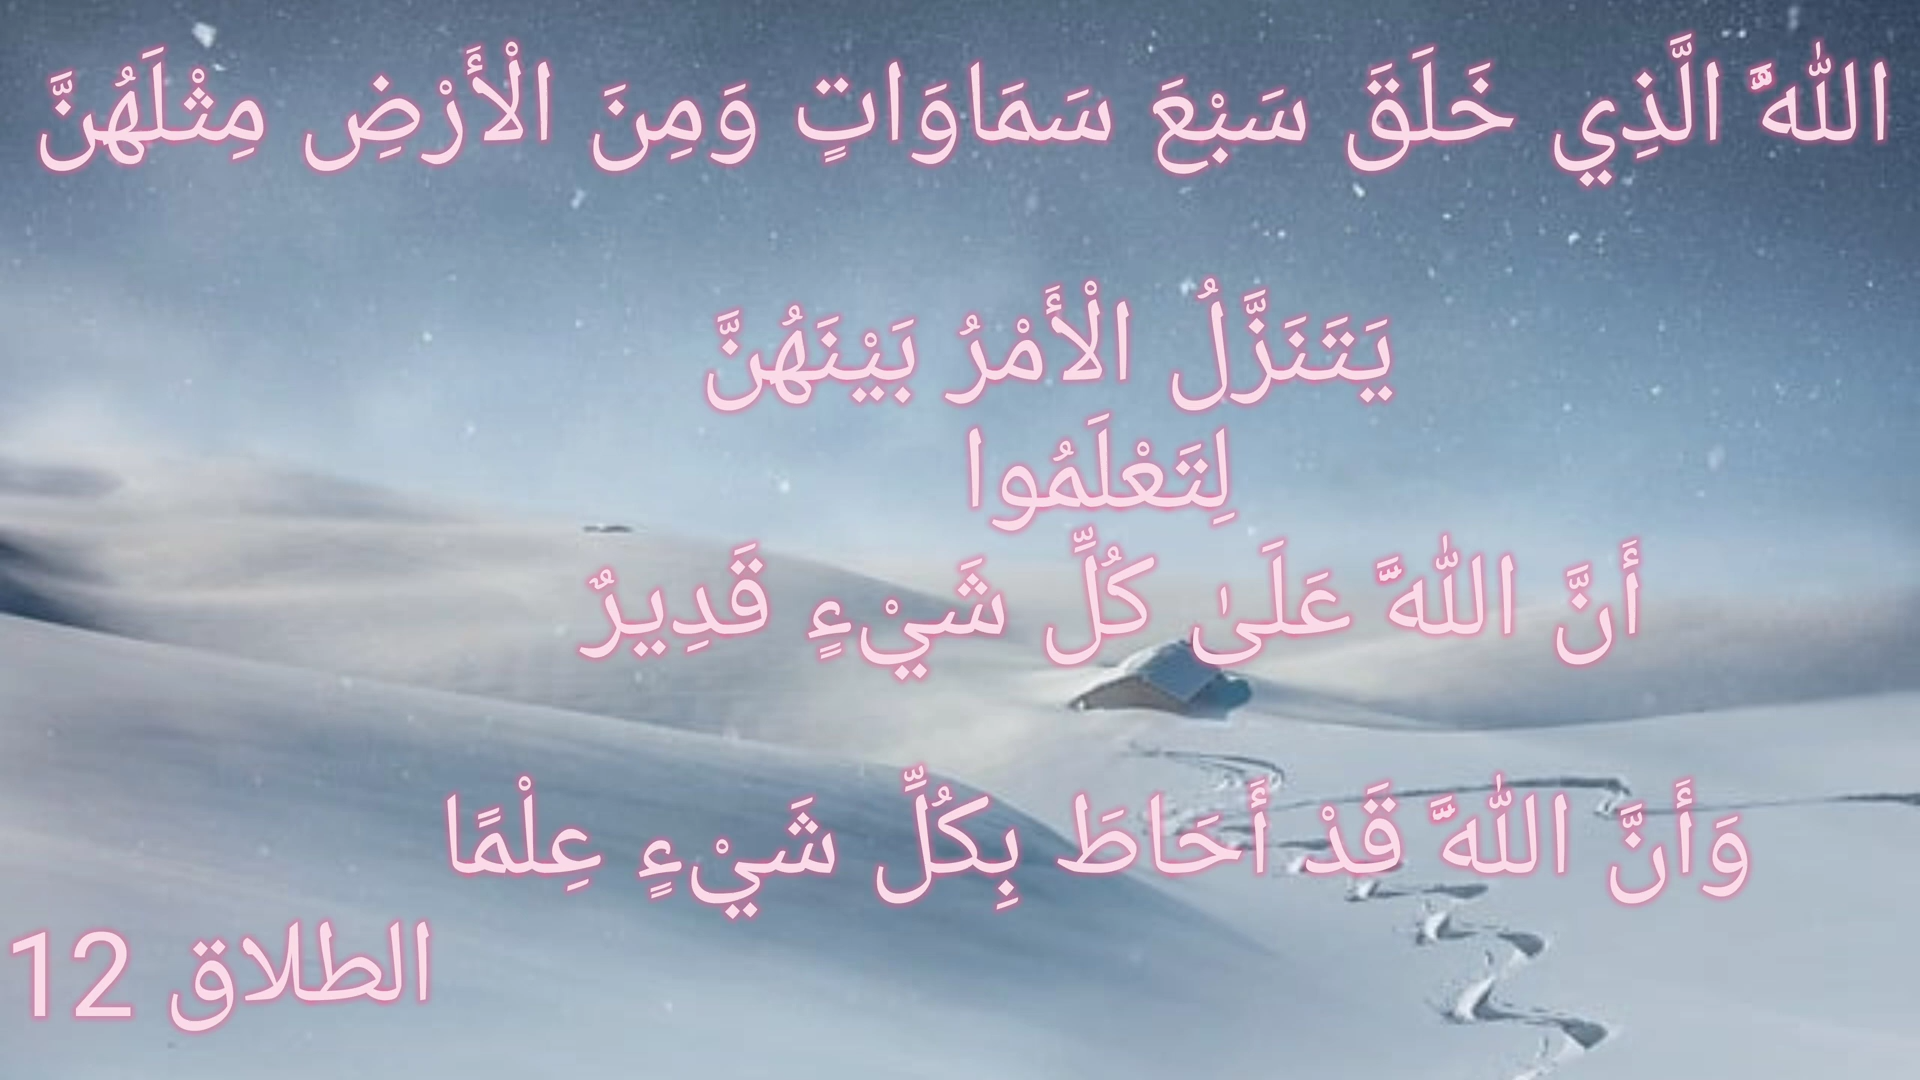 اللَّهُ الَّذِي خَلَقَ سَبْعَ سَمَاوَاتٍ وَمِنَ الْأَرْضِ مِثْلَهُنَّ
يَتَنَزَّلُ الْأَمْرُ بَيْنَهُنَّ
لِتَعْلَمُوا
أَنَّ اللَّهَ عَلَىٰ كُلِّ شَيْءٍ قَدِيرٌ
وَأَنَّ اللَّهَ قَدْ أَحَاطَ بِكُلِّ شَيْءٍ عِلْمًا
الطلاق 12